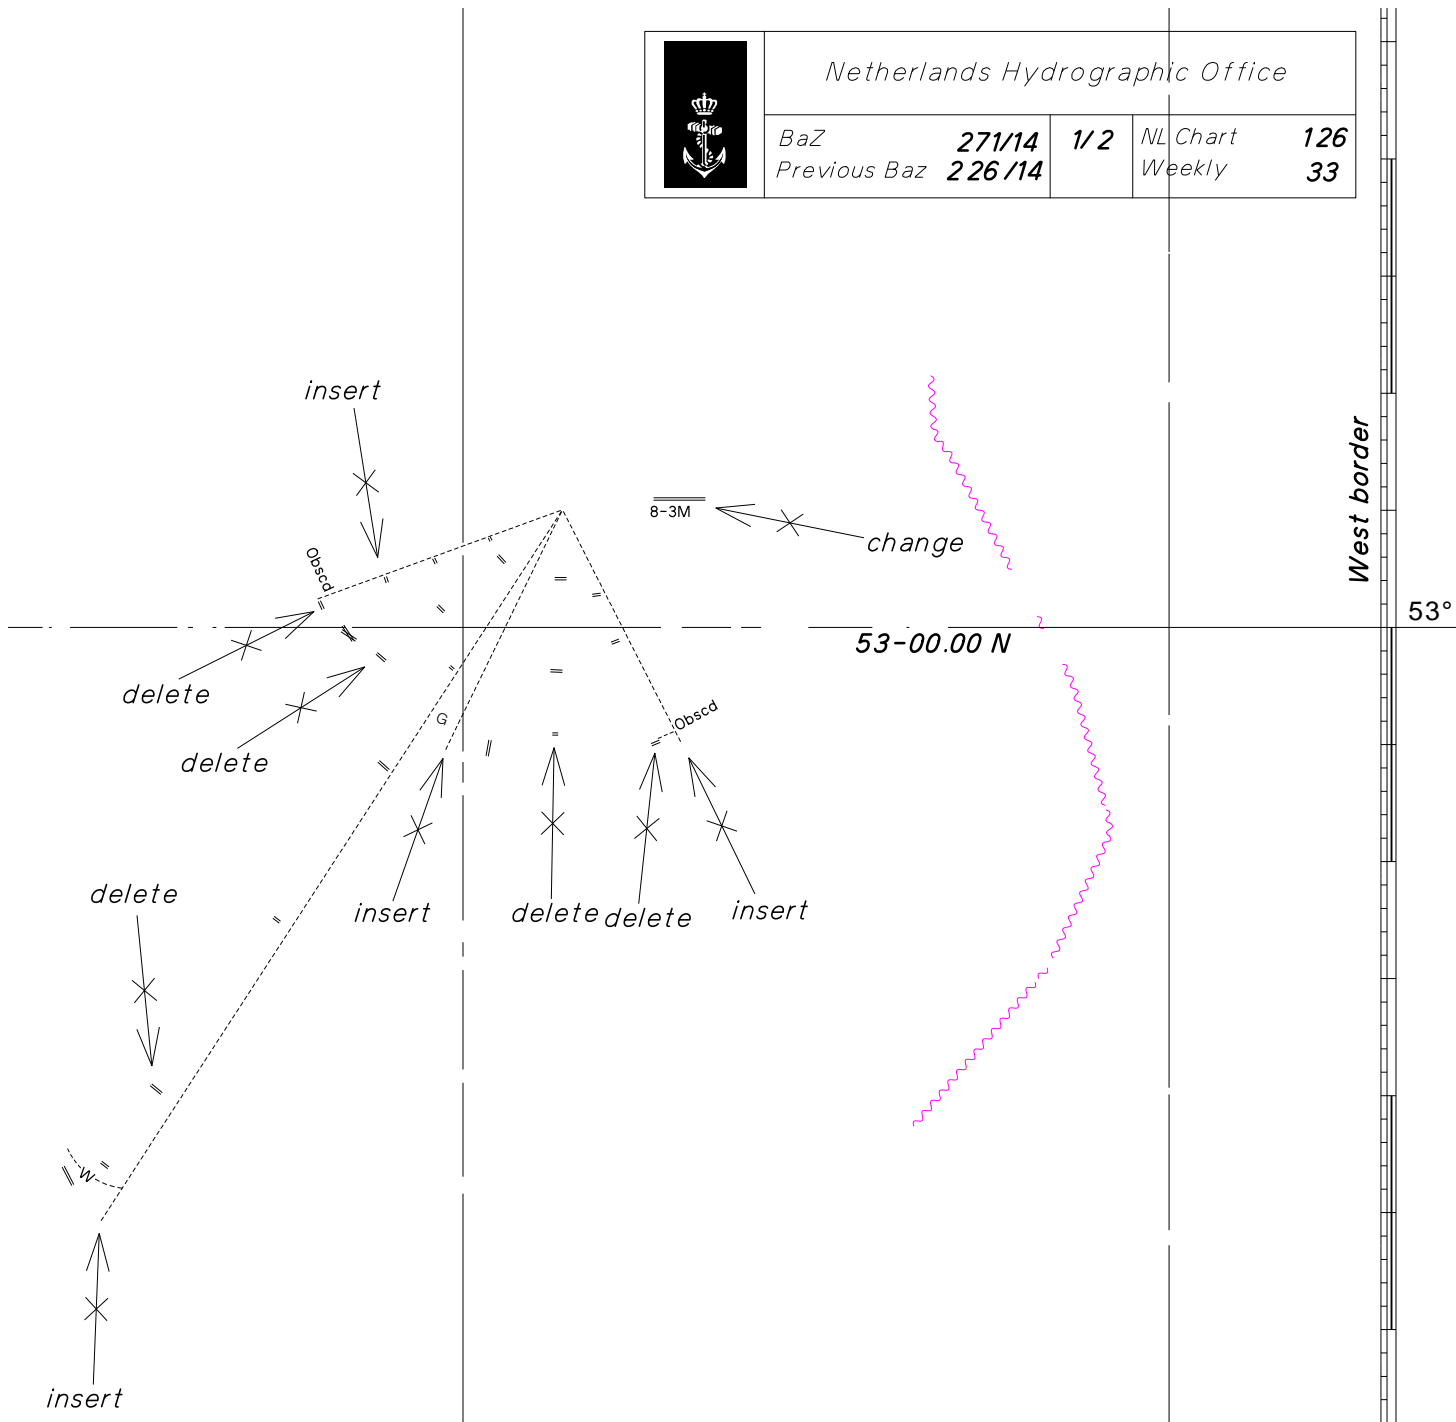 Netherlands Hydrographic Office
BaZ 271/14 1/2 NL Chart 126
Previous Baz 226/14 Weekly 33
insert
West border
8-3M
change
Obscd
53°
53-00.00 N
delete
Obscd
G
delete
delete
insert
delete
delete
insert
W
insert